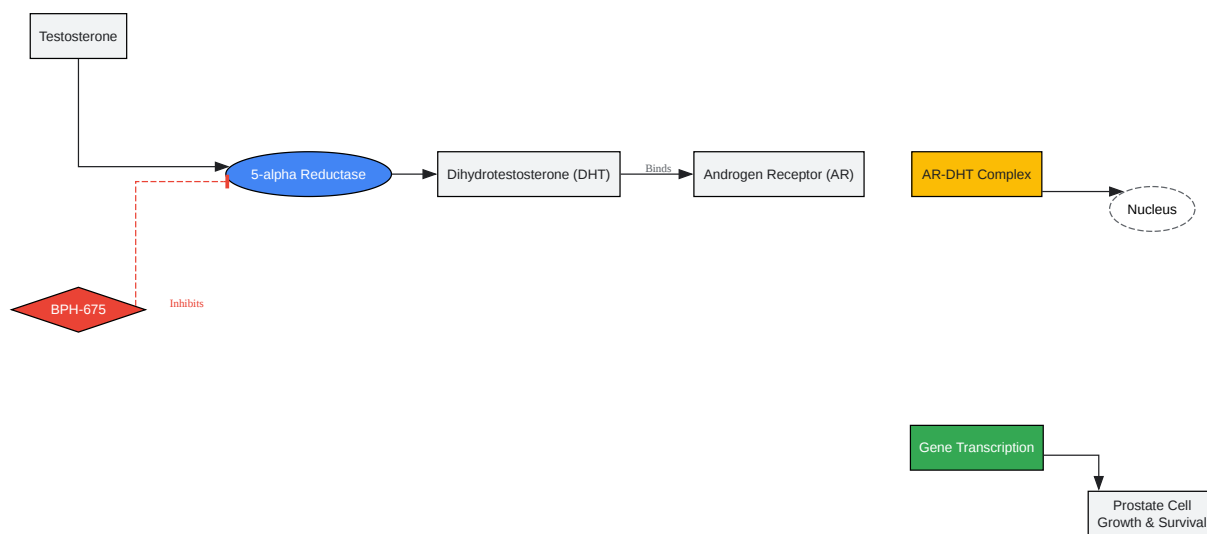 Testosterone
5-alpha Reductase
Dihydrotestosterone (DHT)
Binds
Androgen Receptor (AR)
AR-DHT Complex
Nucleus
BPH-675
Inhibits
Gene Transcription
Prostate Cell
Growth & Survival